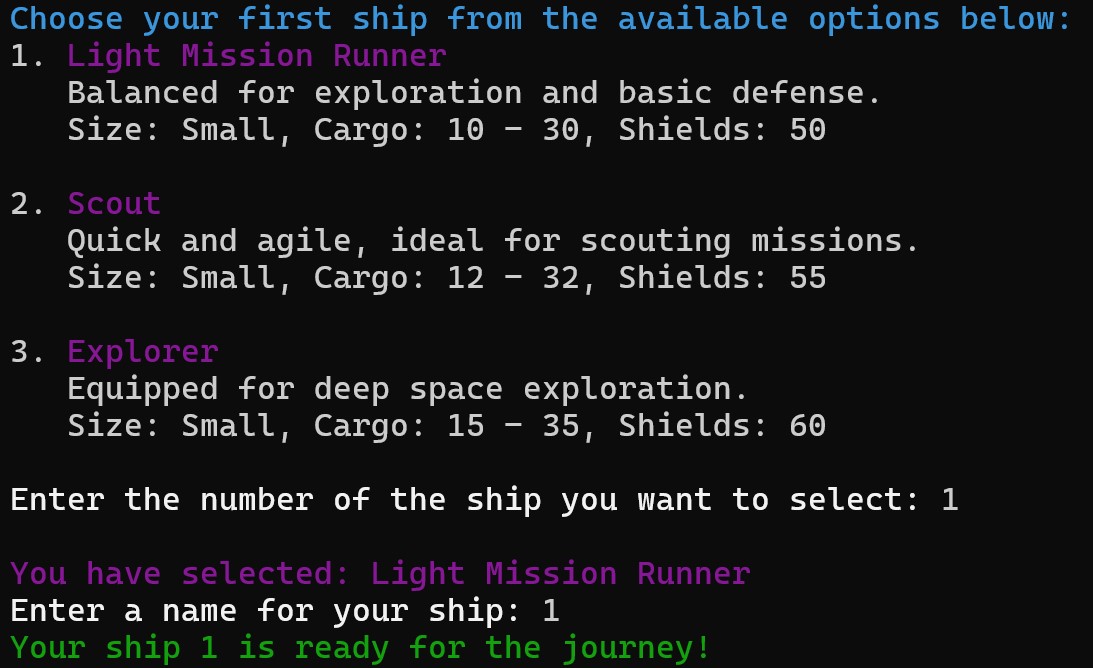 Choose your first ship from the available options below:
1. Light Mission Runner
Balanced for exploration and basic defense.
Size: Small, Cargo: 10 – 30, Shields: 50
2. Scout
Quick and agile, ideal for scouting missions.
Size: Small, Cargo: 12 – 32, Shields: 55
3. Explorer
Equipped for deep space exploration.
Size: Small, Cargo: 15 – 35, Shields: 60
Enter the number of the ship you want to select: 1
You have selected: Light Mission Runner
Enter a name for your ship: 1
Your ship 1 is ready for the journey!